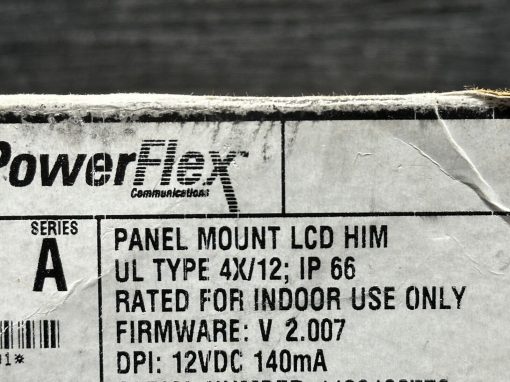 PowerFlex
Communications
SERIES
A
PANEL MOUNT LCD HIM
UL TYPE 4X/12; IP 66
RATED FOR INDOOR USE ONLY
FIRMWARE: V 2.007
DPI: 12VDC 140mA